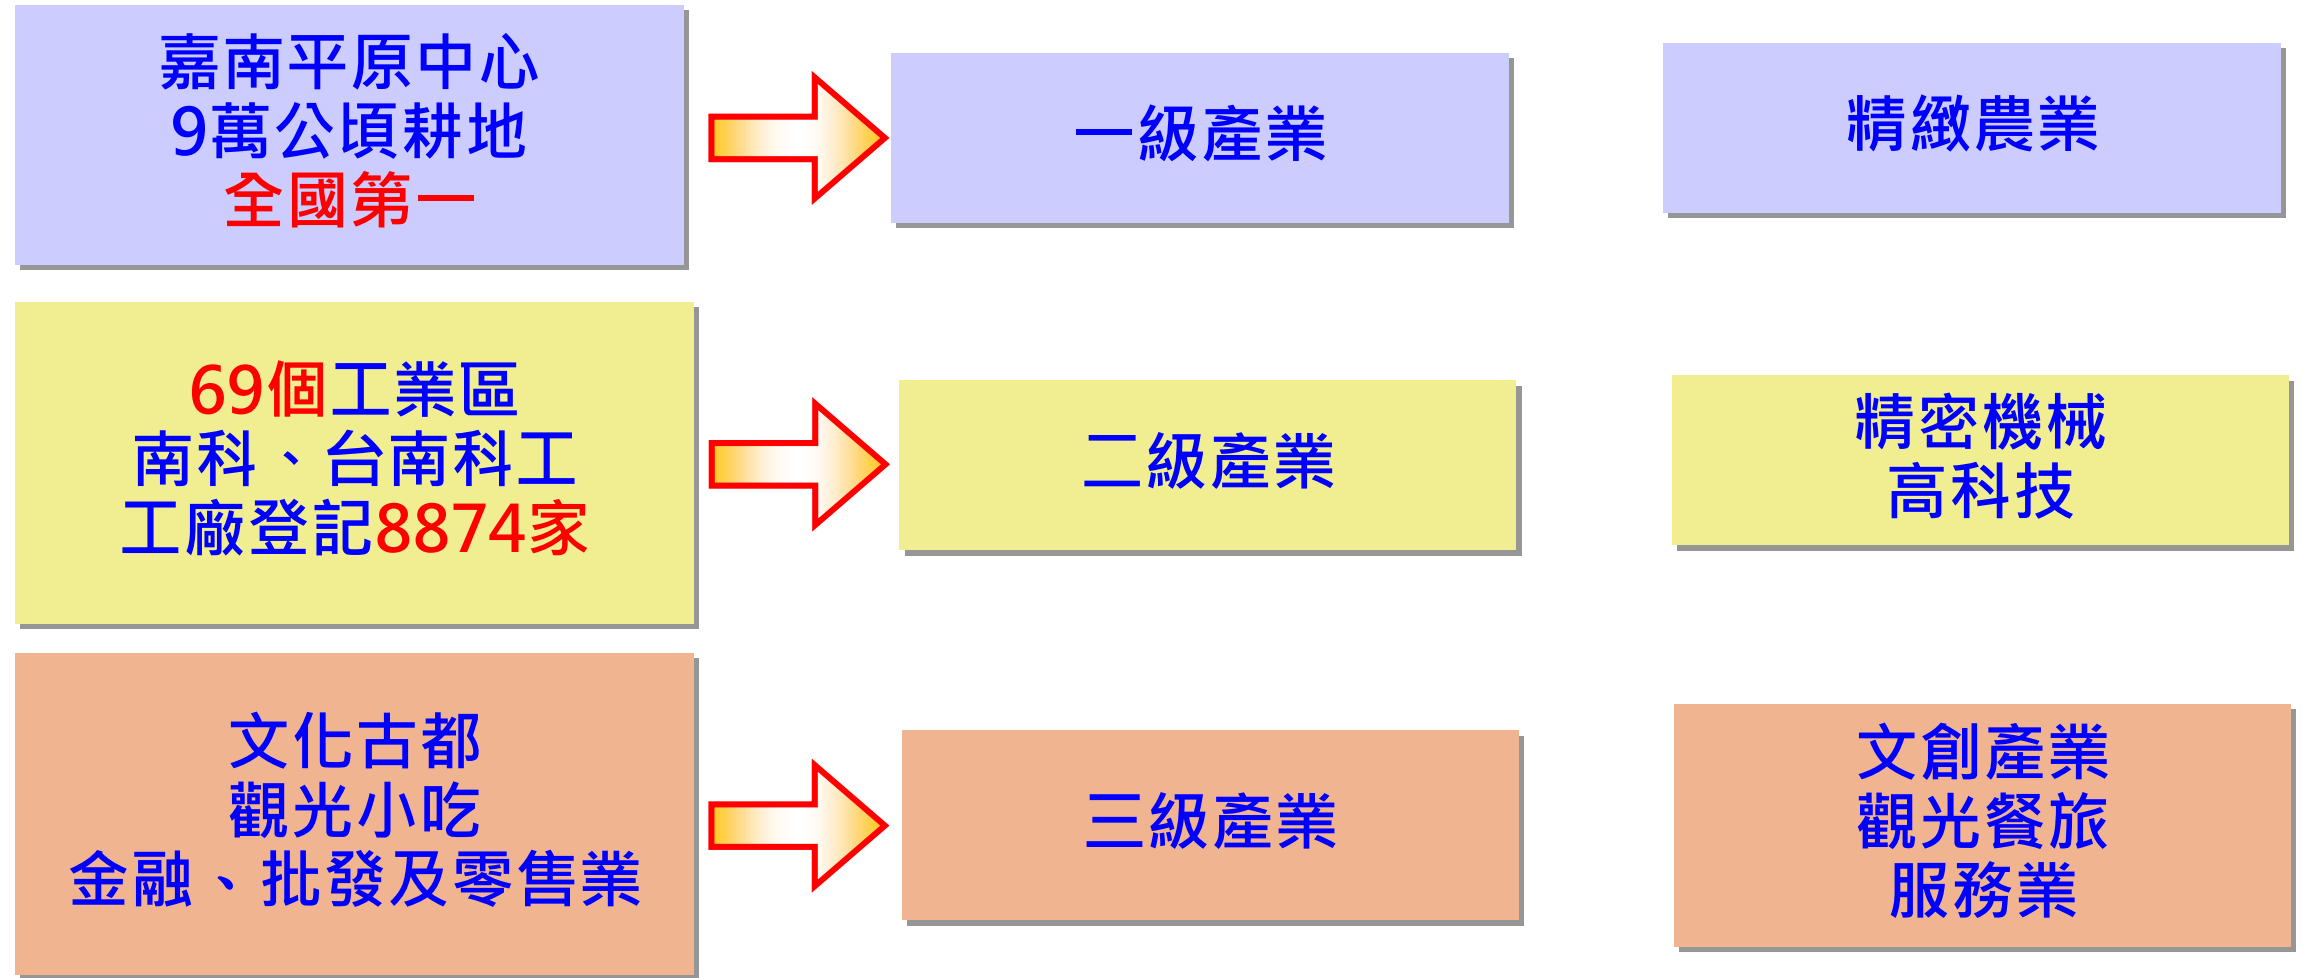 嘉南平原中心
9萬公頃耕地
全國第一
一級產業
精緻農業
69個工業區
南科、台南科工
工廠登記8874家
二級產業
精密機械
高科技
文化古都
觀光小吃
金融、批發及零售業
三級產業
文創產業
觀光餐旅
服務業